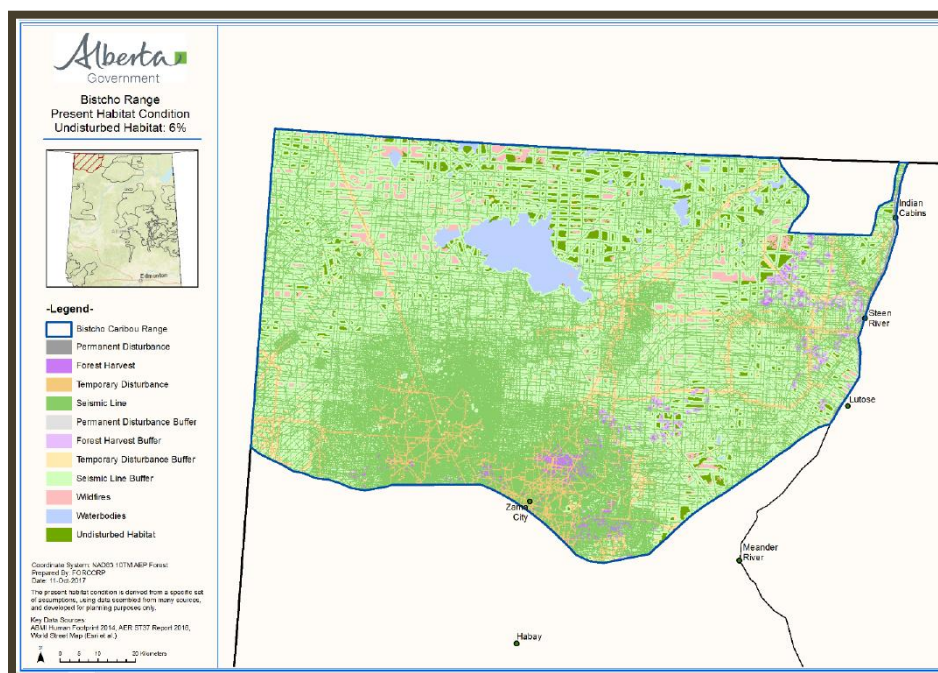 Alberta
Government
Bistcho Range
Present Habitat Condition
Undisturbed Habitat: 6%
Edmonton
-Legend-
Bistcho Caribou Range
Permanent Disturbance
Forest Harvest
Temporary Disturbance
Seismic Line
Permanent Disturbance Buffer
Forest Harvest Buffer
Temporary Disturbance Buffer
Seismic Line Buffer
Wildfires
Waterbodies
Undisturbed Habitat
Coordinate System: NAD83 10TM AEP Forest
Prepared By: FORCORP
Date: 11-Oct-2017
The present habitat condition is derived from a specific set
of assumptions, using data assembled from many sources,
and developed for planning purposes only.
Key Data Sources:
ABMI Human Footprint 2014, AER ST37 Report 2016,
World Street Map (Esri et al.)
0 5 10 20 Kilometers
Indian
Cabins
Steen
River
Lutose
Zama
City
Meander
River
Habay